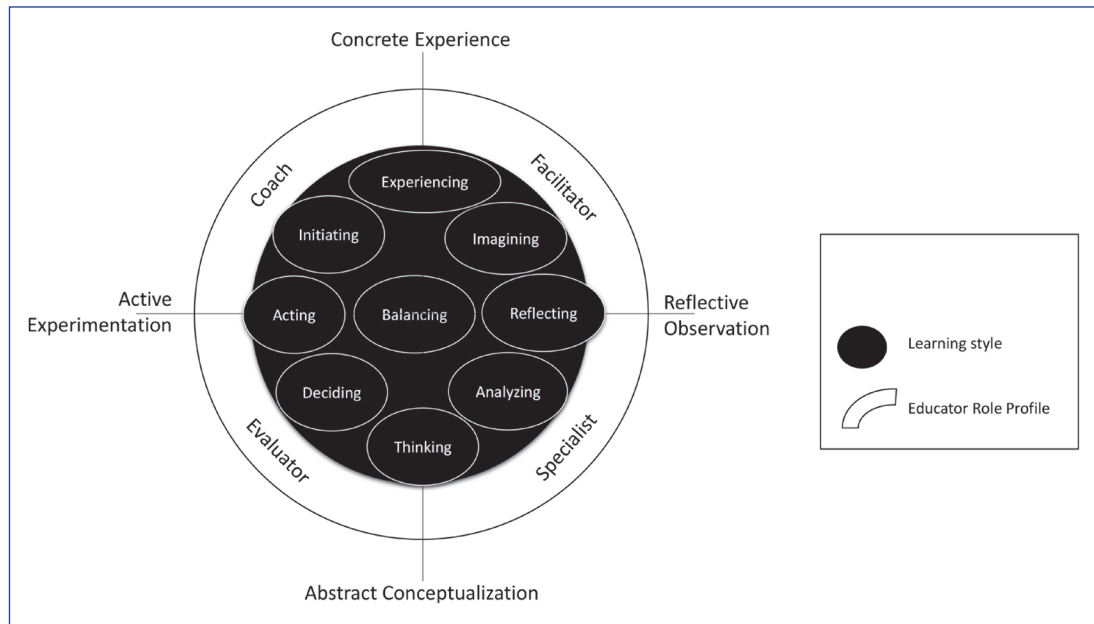 Concrete Experience
Coach
Facilitator
Experiencing
Initiating
Imagining
Active
Experimentation
Acting
Balancing
Reflecting
Reflective
Observation
Deciding
Analyzing
Thinking
Evaluator
Specialist
Abstract Conceptualization
Learning style
Educator Role Profile